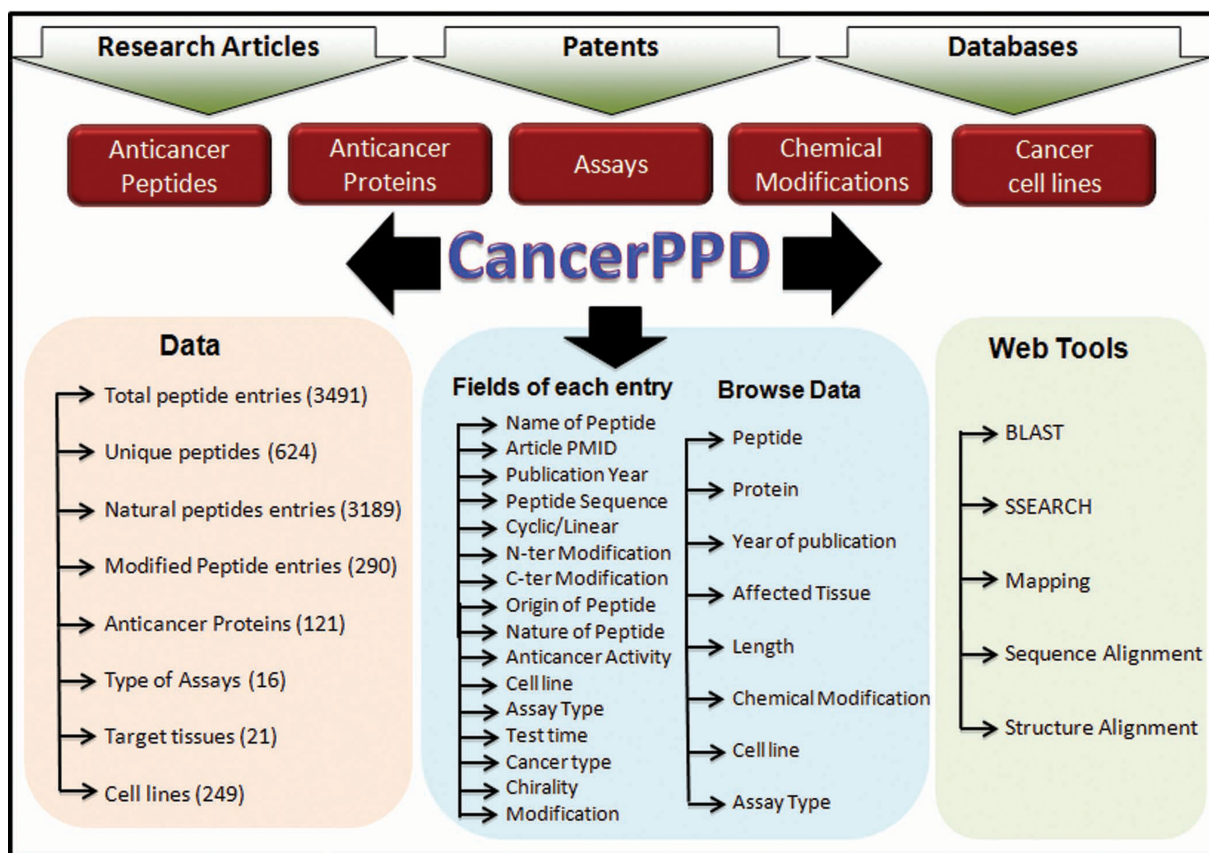 Research Articles
Patents
Databases
Anticancer
Peptides
Anticancer
Proteins
Assays
Chemical
Modifications
Cancer
cell lines
CancerPPD
Data
Total peptide entries (3491)
Unique peptides (624)
Natural peptides entries (3189)
Modified Peptide entries (290)
Anticancer Proteins (121)
Type of Assays (16)
Target tissues (21)
Cell lines (249)
Fields of each entry
Name of Peptide
Article PMID
Publication Year
Peptide Sequence
Cyclic/Linear
N-ter Modification
C-ter Modification
Origin of Peptide
Nature of Peptide
Anticancer Activity
Cell line
Assay Type
Test time
Cancer type
Chirality
Modification
Browse Data
Peptide
Protein
Year of publication
Affected Tissue
Length
Chemical Modification
Cell line
Assay Type
Web Tools
BLAST
SSEARCH
Mapping
Sequence Alignment
Structure Alignment